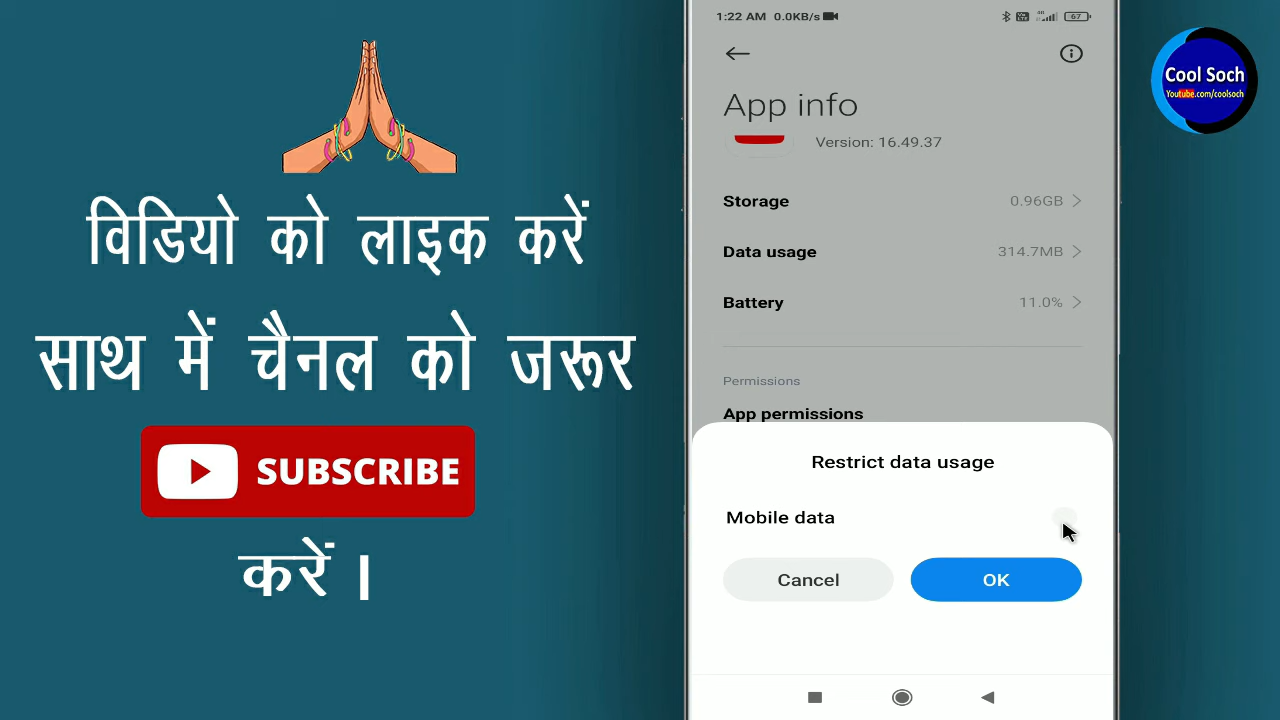 विडियो को लाइक करें
साथ में चैनल को जरूर
SUBSCRIBE
करें ।
1:22 AM 0.0KB/s
67
App info
Version: 16.49.37
Storage 0.96GB
Data usage 314.7MB
Battery 11.0%
Permissions
App permissions
Restrict data usage
Mobile data
Cancel OK
Cool Soch
Youtube.com/coolsoch